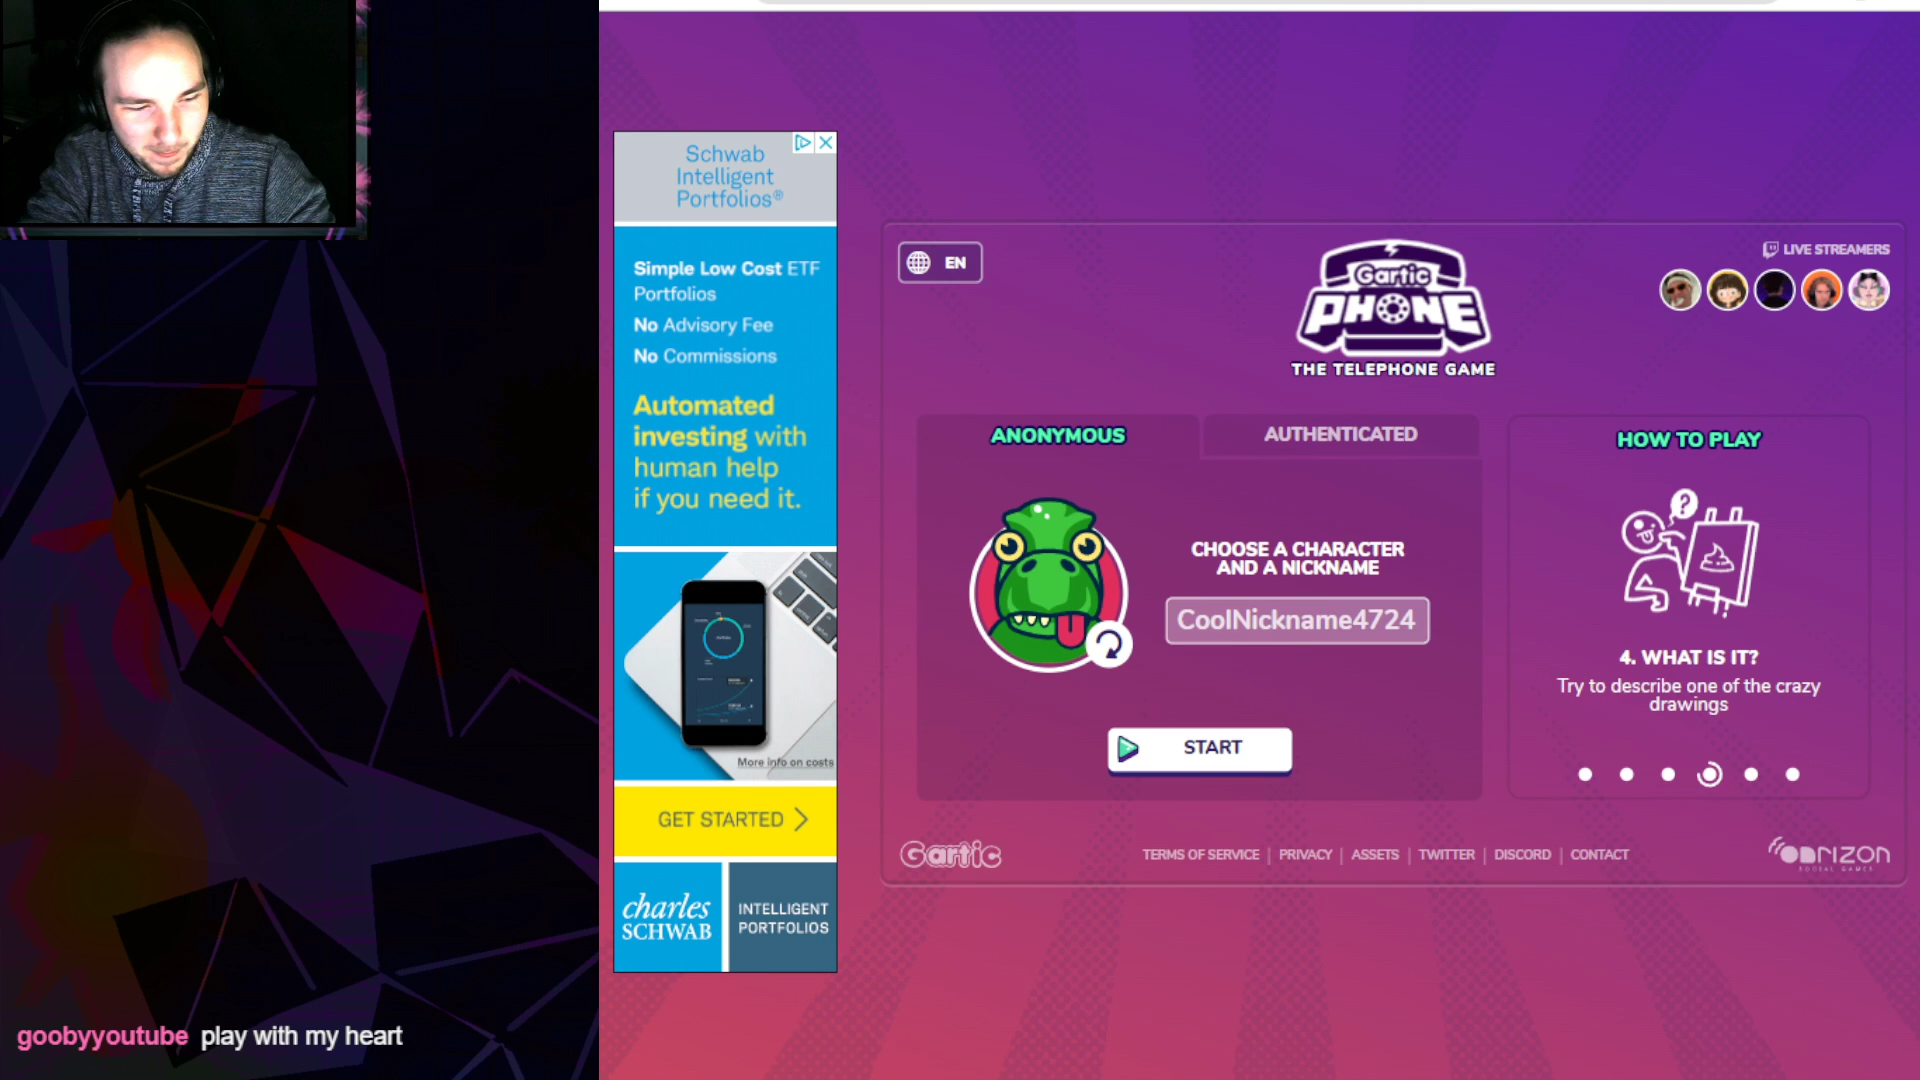 Schwab
Intelligent
Portfolios®
Simple Low Cost ETF
Portfolios
No Advisory Fee
No Commissions
Automated
investing with
human help
if you need it.
More info on costs
GET STARTED
charles
SCHWAB
INTELLIGENT
PORTFOLIOS
EN
Gartic
PHONE
THE TELEPHONE GAME
LIVE STREAMERS
ANONYMOUS
AUTHENTICATED
CHOOSE A CHARACTER
AND A NICKNAME
CoolNickname4724
START
HOW TO PLAY
?
4. WHAT IS IT?
Try to describe one of the crazy
drawings
Gartic
TERMS OF SERVICE | PRIVACY | ASSETS | TWITTER | DISCORD | CONTACT
ONRIZON
SOCIAL GAMES
goobyyoutube play with my heart